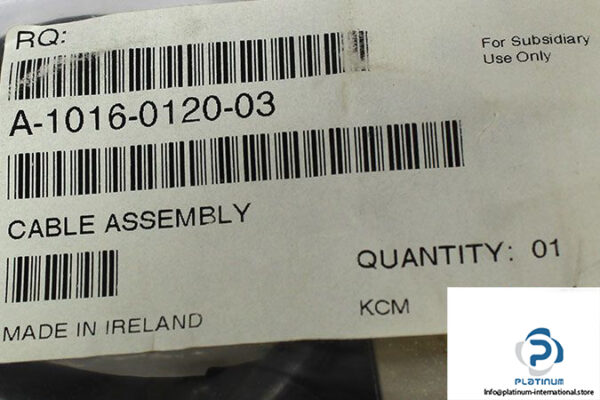 RQ:
For Subsidiary
Use Only
A-1016-0120-03
CABLE ASSEMBLY
QUANTITY: 01
KCM
MADE IN IRELAND
PLATINUM
Info@platinum-international.store